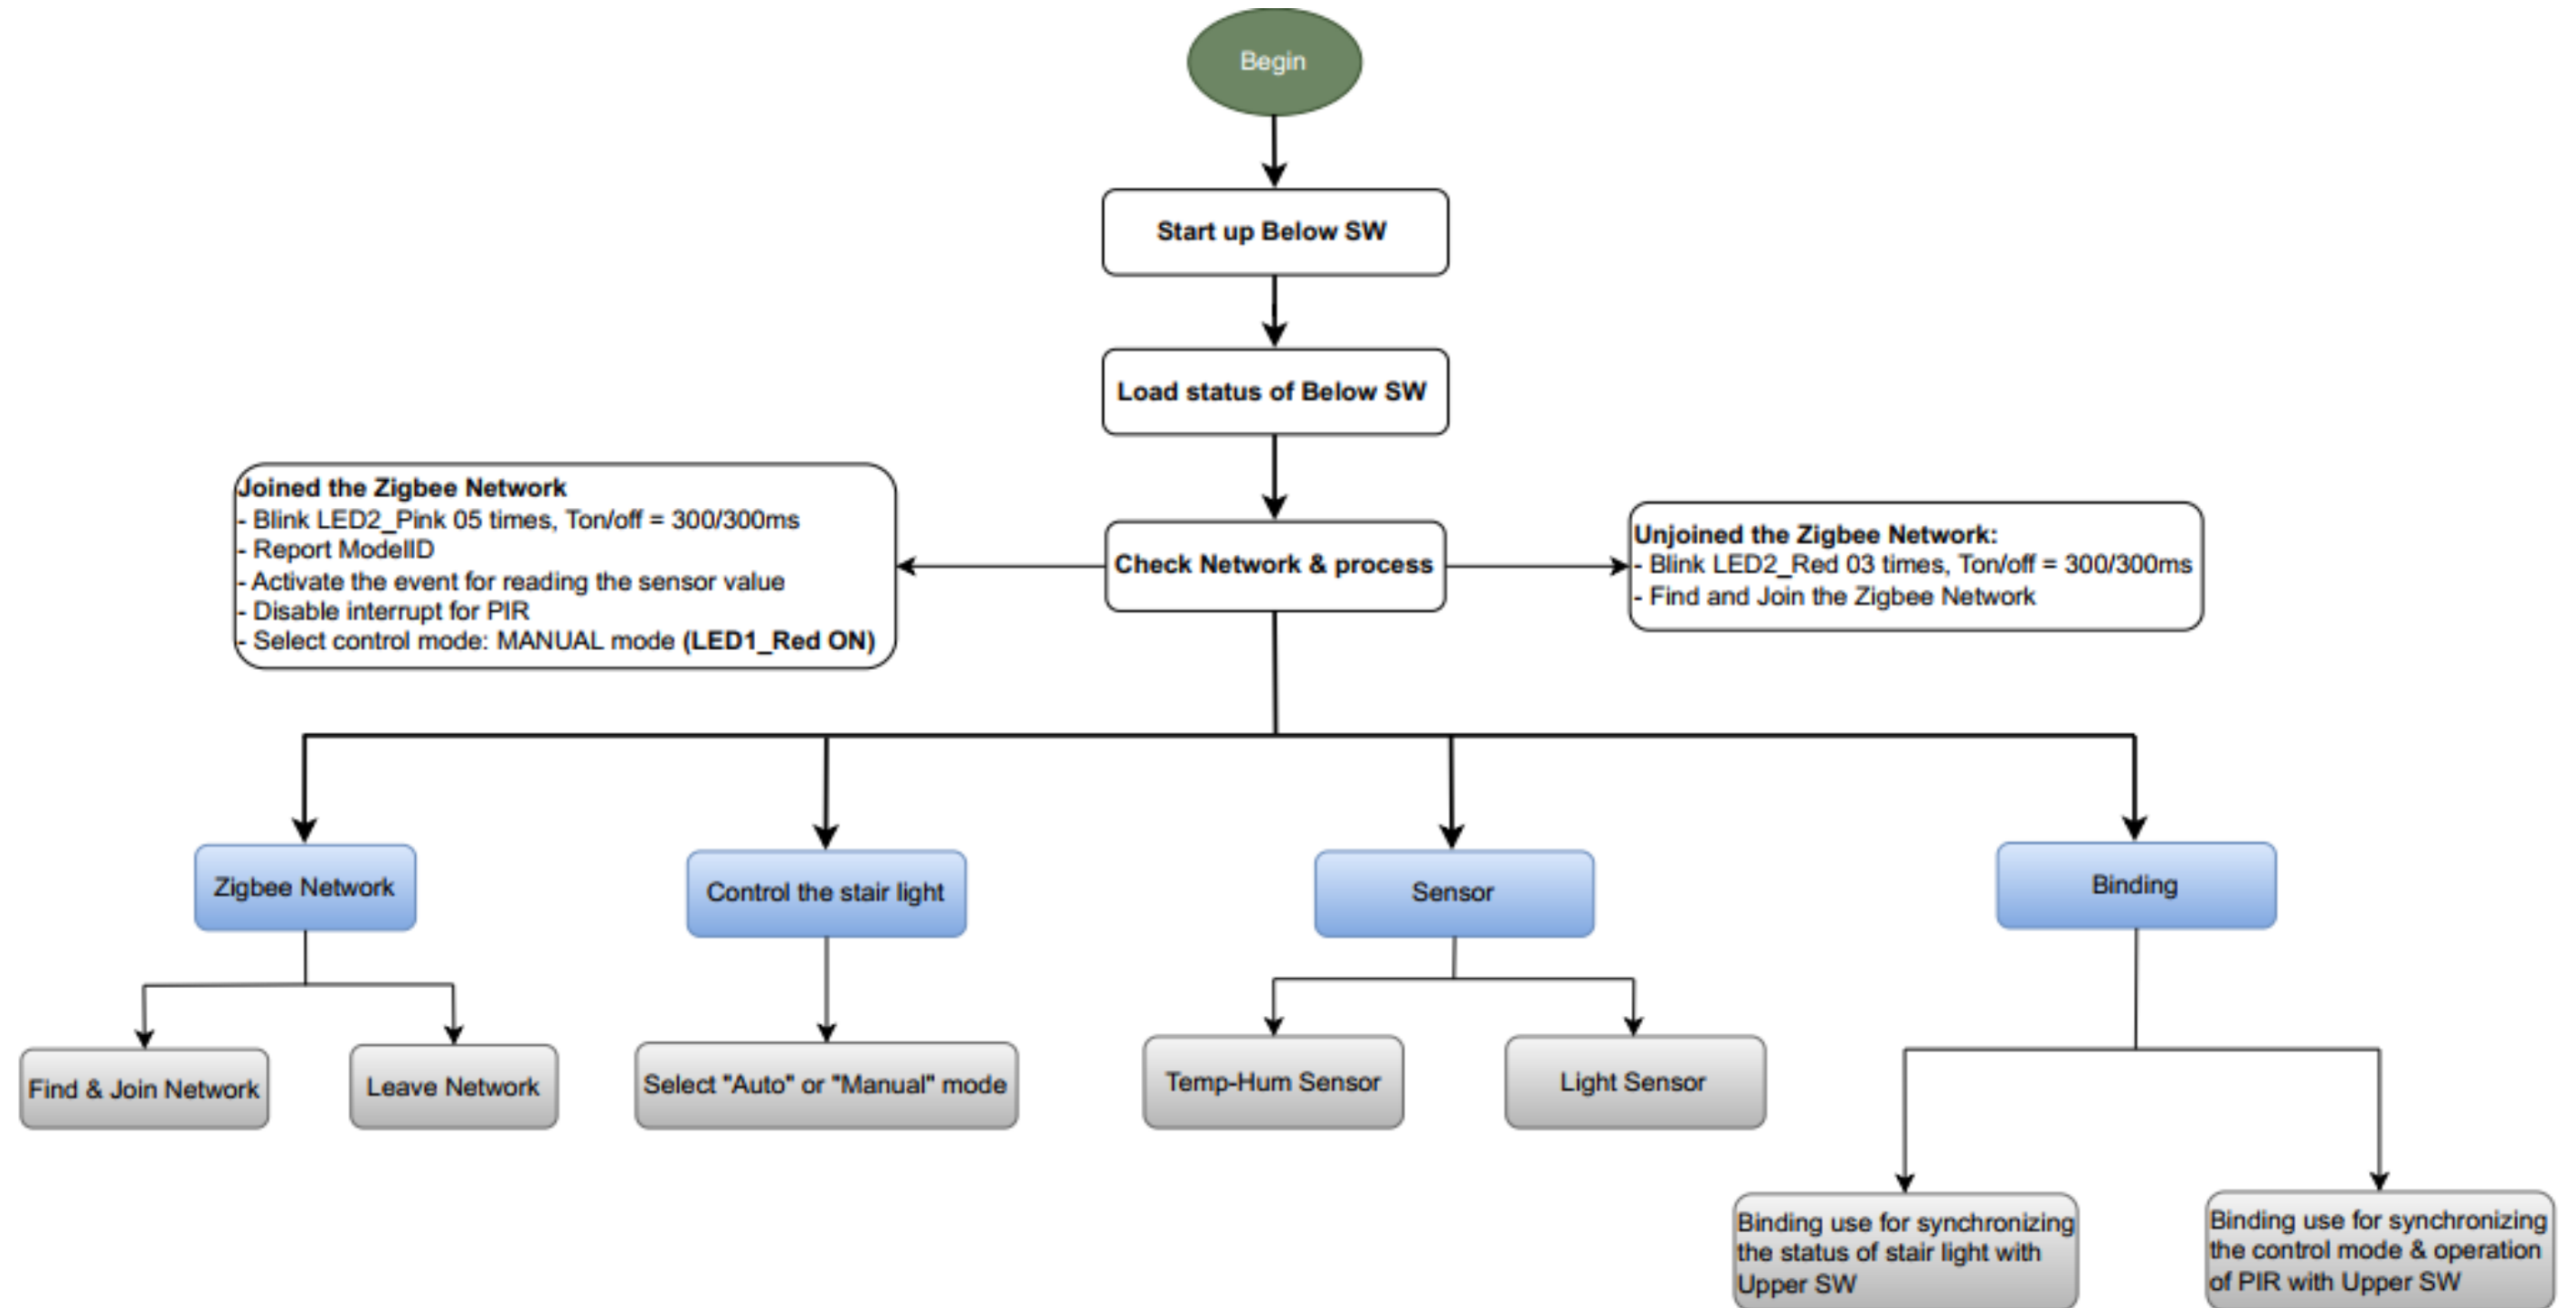 Begin
Start up Below SW
Load status of Below SW
Joined the Zigbee Network
- Blink LED2_Pink 05 times, Ton/off = 300/300ms
- Report ModelID
- Activate the event for reading the sensor value
- Disable interrupt for PIR
- Select control mode: MANUAL mode (LED1_Red ON)
Check Network & process
Unjoined the Zigbee Network:
- Blink LED2_Red 03 times, Ton/off = 300/300ms
- Find and Join the Zigbee Network
Zigbee Network
Control the stair light
Sensor
Binding
Find & Join Network
Leave Network
Select "Auto" or "Manual" mode
Temp-Hum Sensor
Light Sensor
Binding use for synchronizing
the status of stair light with
Upper SW
Binding use for synchronizing
the control mode & operation
of PIR with Upper SW